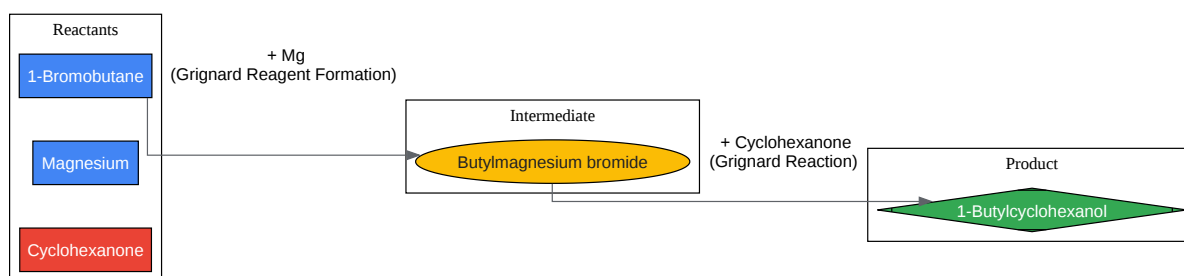 Reactants
1-Bromobutane
Magnesium
Cyclohexanone
+ Mg
(Grignard Reagent Formation)
Intermediate
Butylmagnesium bromide
+ Cyclohexanone
(Grignard Reaction)
Product
1-Butylcyclohexanol